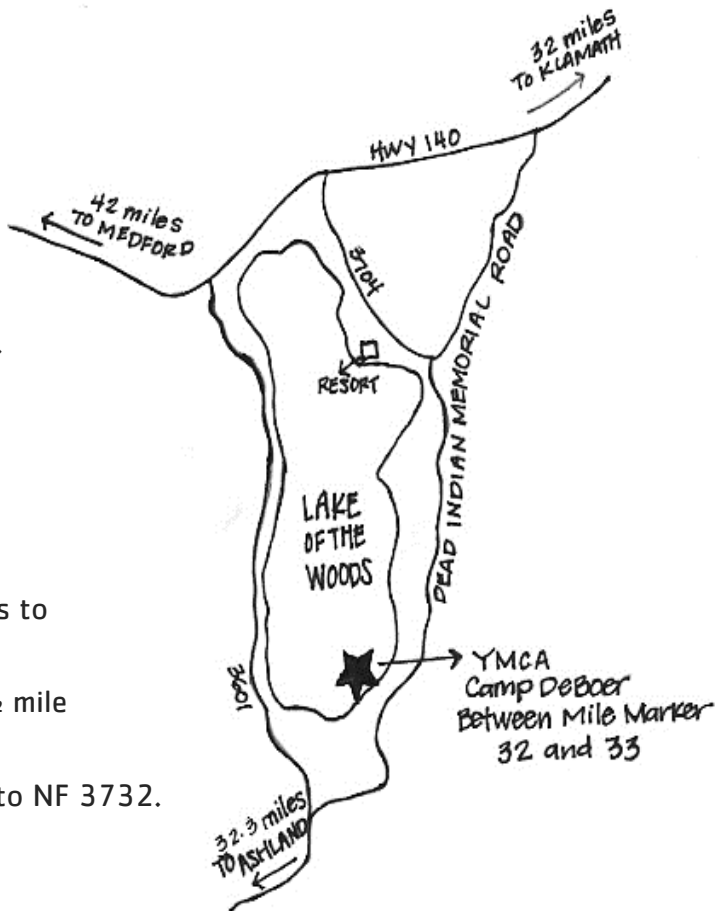 32 miles
TO KLAMATH
HWY 140
42 miles
TO MEDFORD
3704
RESORT
DEAD INDIAN MEMORIAL ROAD
LAKE
OF THE
WOODS
s to
mile
to NF 3732.
3601
YMCA
Camp DeBoer
Between Mile Marker
32 and 33
32.3 miles
TO ASHLAND